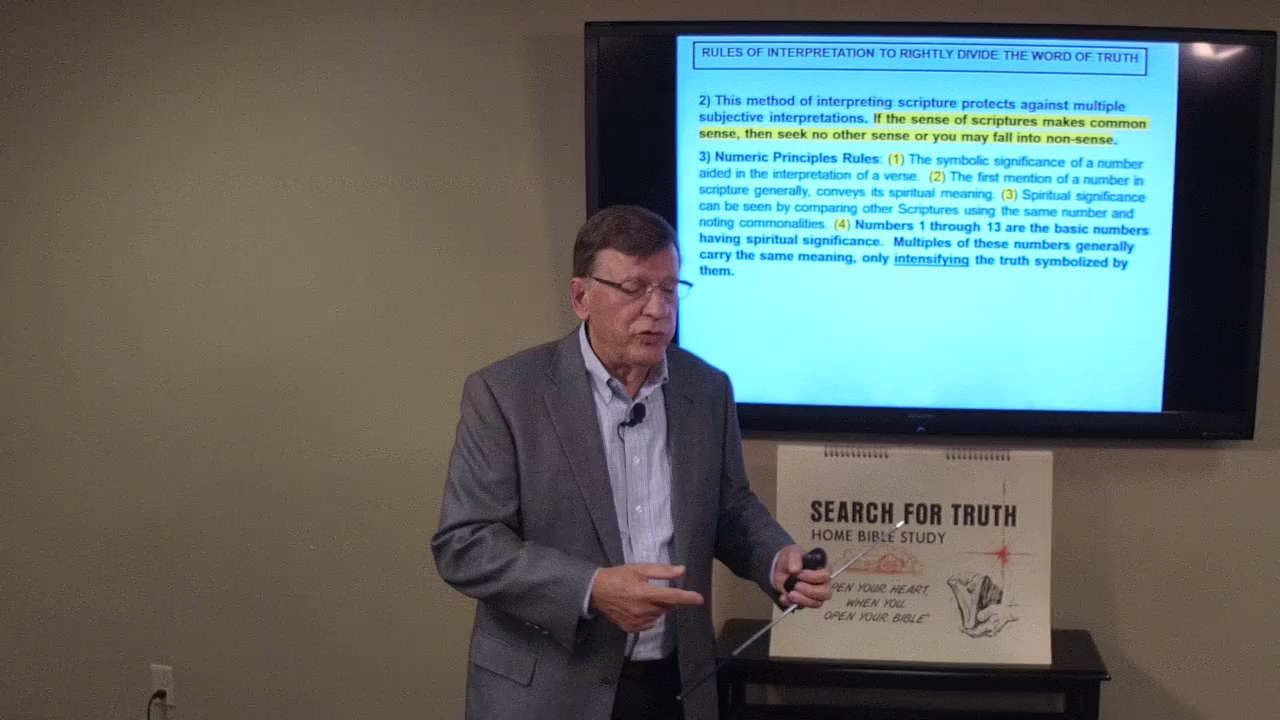 RULES OF INTERPRETATION TO RIGHTLY DIVIDE THE WORD OF TRUTH
2) This method of interpreting scripture protects against multiple
subjective interpretations. If the sense of scriptures makes common
sense, then seek no other sense or you may fall into non-sense.
3) Numeric Principles Rules: (1) The symbolic significance of a number
aided in the interpretation of a verse. (2) The first mention of a number in
scripture generally, conveys its spiritual meaning. (3) Spiritual significance
can be seen by comparing other Scriptures using the same number and
noting commonalities. (4) Numbers 1 through 13 are the basic numbers
having spiritual significance. Multiples of these numbers generally
carry the same meaning, only intensifying the truth symbolized by
them.
SEARCH FOR TRUTH
HOME BIBLE STUDY
PEN YOUR HEART,
WHEN YOU
OPEN YOUR BIBLE"